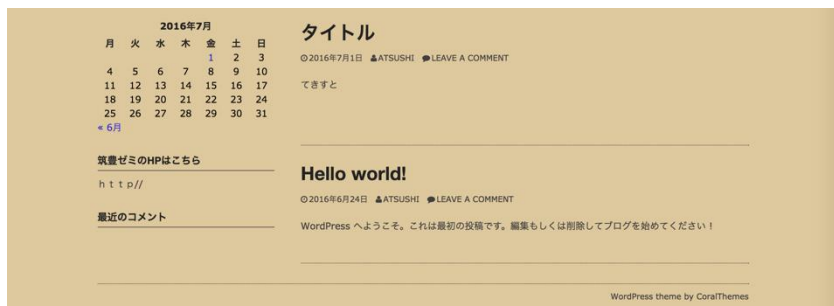 2016年7月
月 火 水 木 金 土 日
1 2 3
4 5 6 7 8 9 10
11 12 13 14 15 16 17
18 19 20 21 22 23 24
25 26 27 28 29 30 31
« 6月
筑豊ゼミのHPはこちら
ｈｔｔｐ//
最近のコメント
タイトル
2016年7月1日 ATSUSHI LEAVE A COMMENT
てきすと
Hello world!
2016年6月24日 ATSUSHI LEAVE A COMMENT
WordPress へようこそ。これは最初の投稿です。編集もしくは削除してブログを始めてください！
WordPress theme by CoralThemes